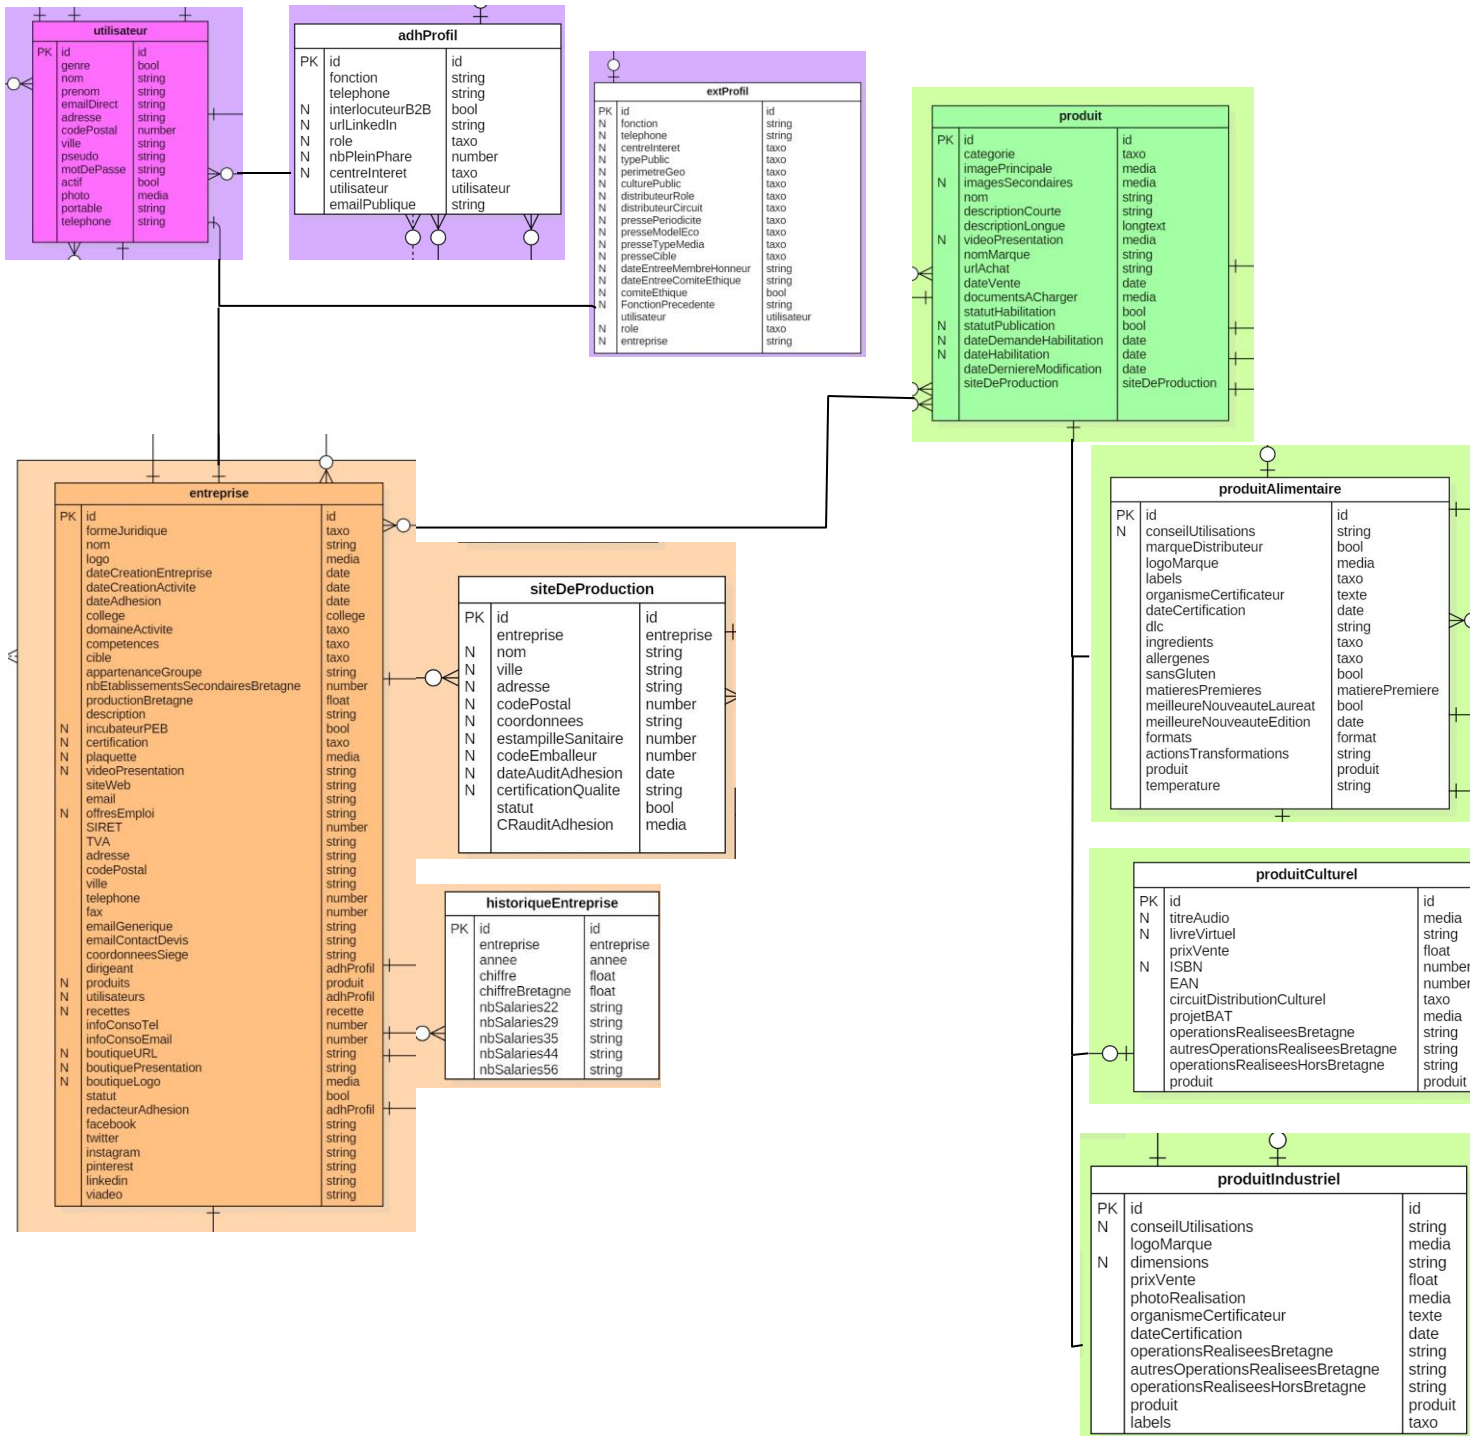 utilisateur
PK id id
genre bool
nom string
prenom string
emailDirect string
adresse string
codePostal number
ville string
pseudo string
motDePasse string
actif bool
photo media
portable string
telephone string
adhProfil
PK id id
fonction string
telephone string
N interlocuteurB2B bool
N urlLinkedIn string
N role taxo
N nbPleinPhare number
N centreInteret taxo
utilisateur utilisateur
emailPublique string
extProfil
PK id id
N fonction string
N telephone string
N centreInteret taxo
N typePublic taxo
N perimetreGeo taxo
N culturePublic taxo
N distributeurRole taxo
N distributeurCircuit taxo
N pressePeriodicite taxo
N presseModelEco taxo
N presseTypeMedia taxo
N presseCible taxo
N dateEntreeMembreHonneur string
N dateEntreeComiteEthique string
N comiteEthique bool
N FonctionPrecedente string
utilisateur utilisateur
N role taxo
N entreprise string
produit
PK id id
categorie taxo
imagePrincipale media
N imagesSecondaires media
nom string
descriptionCourte string
descriptionLongue longtext
N videoPresentation media
nomMarque string
urlAchat string
dateVente date
documentsACharger media
statutHabilitation bool
N statutPublication bool
N dateDemandeHabilitation date
N dateHabilitation date
dateDerniereModification date
siteDeProduction siteDeProduction
entreprise
PK id id
formeJuridique taxo
nom string
logo media
dateCreationEntreprise date
dateCreationActivite date
dateAdhesion date
college college
domaineActivite taxo
competences taxo
cible taxo
appartenanceGroupe string
nbEtablissementsSecondairesBretagne number
productionBretagne float
description string
N incubateurPEB bool
N certification taxo
N plaquette media
N videoPresentation string
siteWeb string
email string
N offresEmploi string
SIRET number
TVA string
adresse string
codePostal string
ville string
telephone number
fax number
emailGenerique string
emailContactDevis string
coordonneesSiege string
dirigeant adhProfil
N produits produit
N utilisateurs adhProfil
N recettes recette
infoConsoTel number
infoConsoEmail number
N boutiqueURL string
N boutiquePresentation string
N boutiqueLogo media
statut bool
redacteurAdhesion adhProfil
facebook string
twitter string
instagram string
pinterest string
linkedin string
viadeo string
siteDeProduction
PK id id
entreprise entreprise
N nom string
N ville string
N adresse string
N codePostal number
N coordonnees string
N estampilleSanitaire number
N codeEmballeur number
N dateAuditAdhesion date
N certificationQualite string
statut bool
CRauditAdhesion media
historiqueEntreprise
PK id id
entreprise entreprise
annee annee
chiffre float
chiffreBretagne float
nbSalaries22 string
nbSalaries29 string
nbSalaries35 string
nbSalaries44 string
nbSalaries56 string
produitAlimentaire
PK id id
N conseilUtilisations string
marqueDistributeur bool
logoMarque media
labels taxo
organismeCertificateur texte
dateCertification date
dlc string
ingredients taxo
allergenes taxo
sansGluten bool
matieresPremieres matierePremiere
meilleureNouveauteLaureat bool
meilleureNouveauteEdition date
formats format
actionsTransformations string
produit produit
temperature string
produitCulturel
PK id id
N titreAudio media
N livreVirtuel string
prixVente float
N ISBN number
EAN number
circuitDistributionCulturel taxo
projetBAT media
operationsRealiseesBretagne string
autresOperationsRealiseesBretagne string
operationsRealiseesHorsBretagne string
produit produit
produitIndustriel
PK id id
N conseilUtilisations string
logoMarque media
N dimensions string
prixVente float
photoRealisation media
organismeCertificateur texte
dateCertification date
operationsRealiseesBretagne string
autresOperationsRealiseesBretagne string
operationsRealiseesHorsBretagne string
produit produit
labels taxo